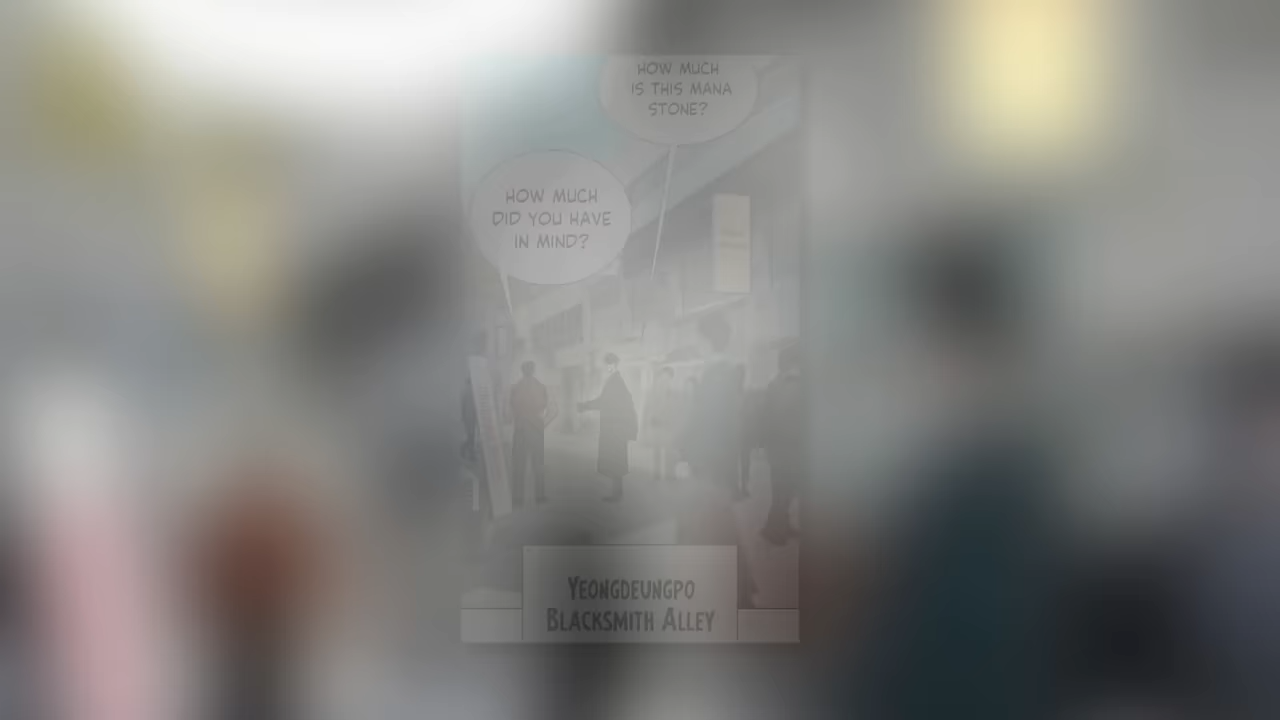 HOW MUCH
IS THIS MANA
STONE?
HOW MUCH
DID YOU HAVE
IN MIND?
YEONGDEUNGPO
BLACKSMITH ALLEY